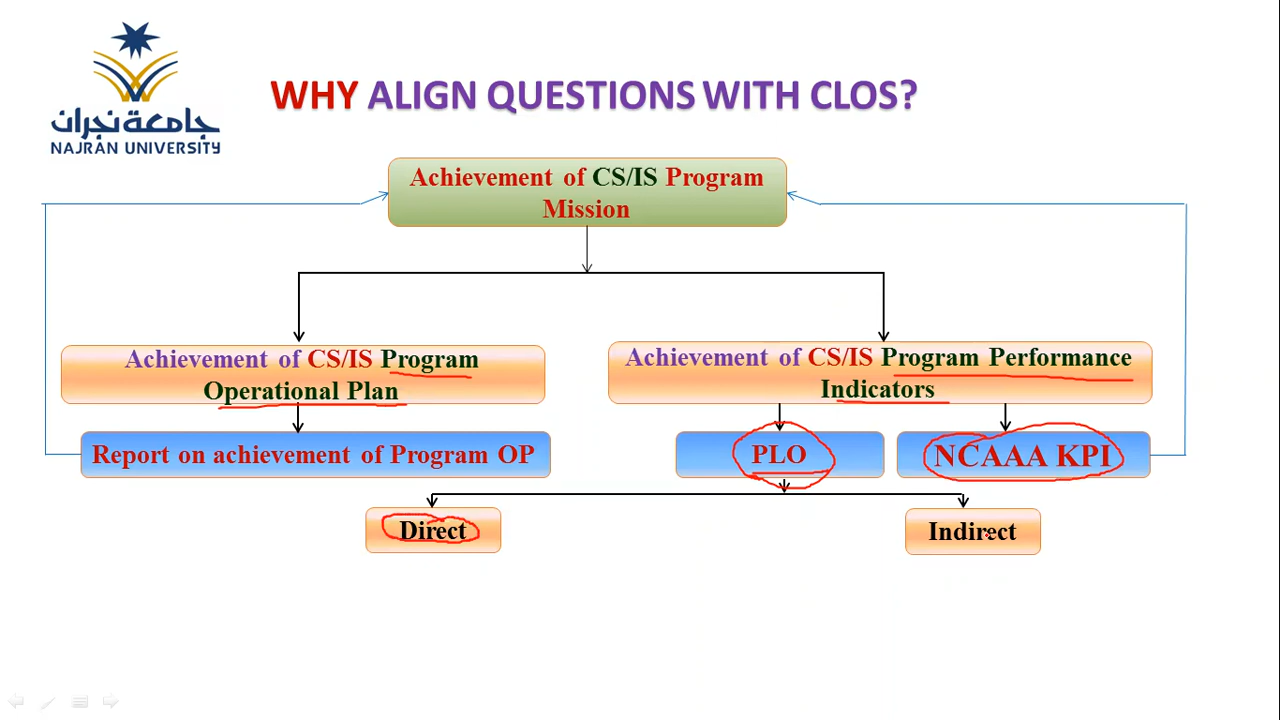 جامعة نجران
NAJRAN UNIVERSITY
WHY ALIGN QUESTIONS WITH CLOS?
Achievement of CS/IS Program
Mission
Achievement of CS/IS Program
Operational Plan
Achievement of CS/IS Program Performance
Indicators
Report on achievement of Program OP
PLO
NCAAA KPI
Direct
Indirect